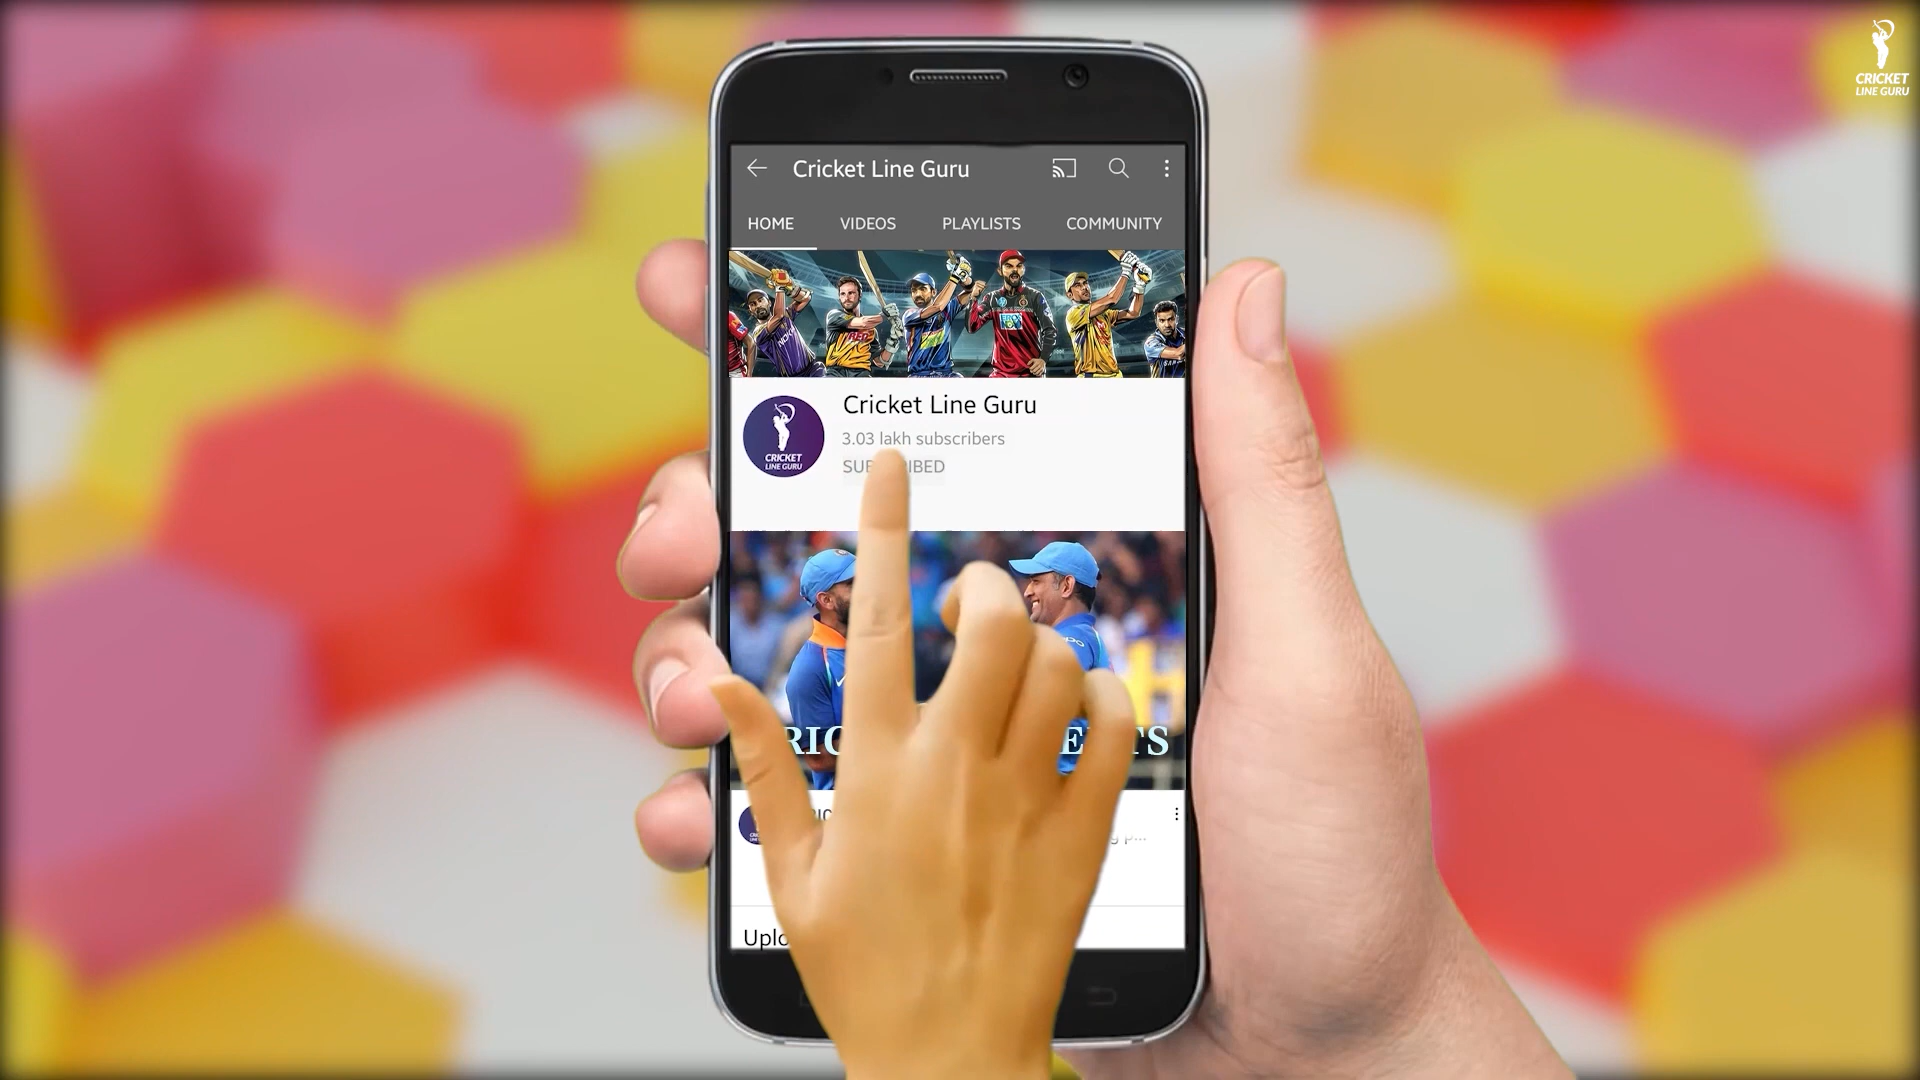 CRICKET
LINE GURU
Cricket Line Guru
HOME VIDEOS PLAYLISTS COMMUNITY
Cricket Line Guru
3.03 lakh subscribers
CRICKET
LINE GURU